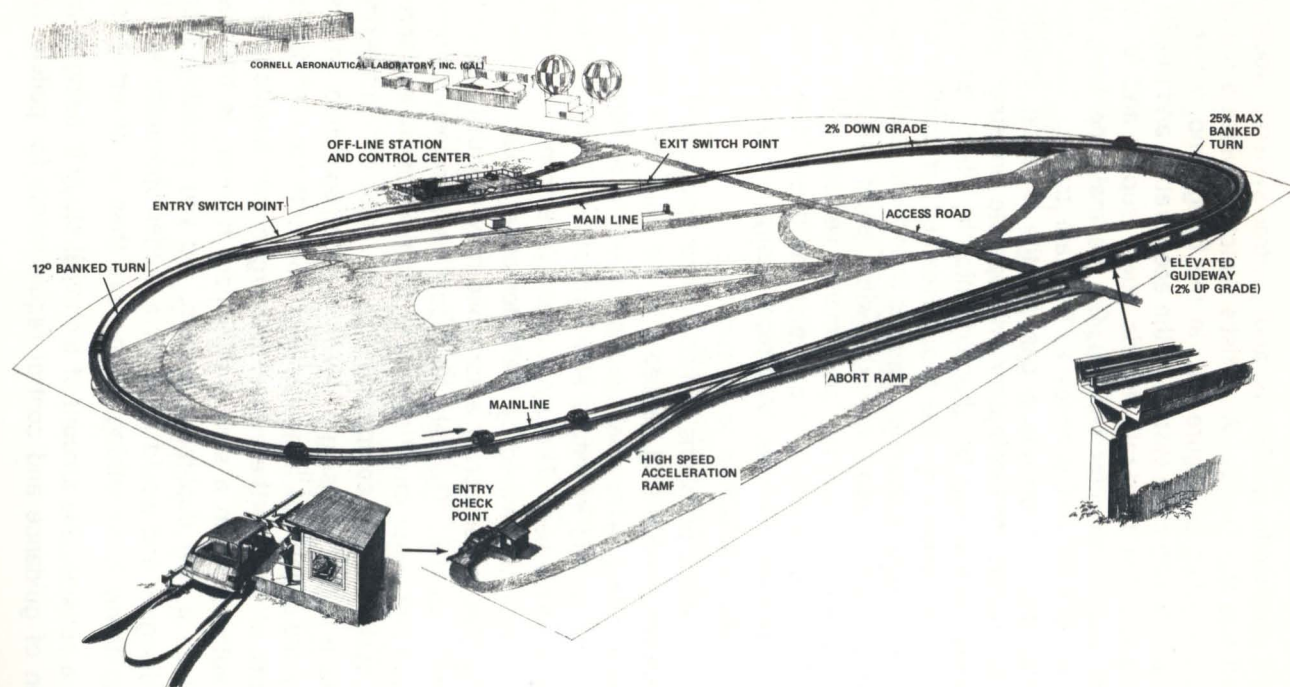 CORNELL AERONAUTICAL LABORATORY, INC. (CAL)
OFF-LINE STATION
AND CONTROL CENTER
EXIT SWITCH POINT
2% DOWN GRADE
25% MAX
BANKED
TURN
ENTRY SWITCH POINT
MAIN LINE
ACCESS ROAD
12º BANKED TURN
ELEVATED
GUIDEWAY
(2% UP GRADE)
ABORT RAMP
MAINLINE
HIGH SPEED
ACCELERATION
RAMP
ENTRY
CHECK
POINT